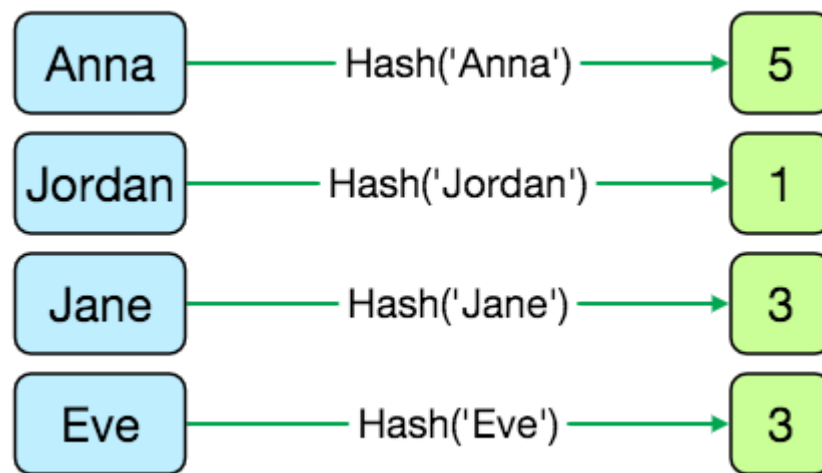 Anna Hash('Anna') 5
Jordan Hash('Jordan') 1
Jane Hash('Jane') 3
Eve Hash('Eve') 3